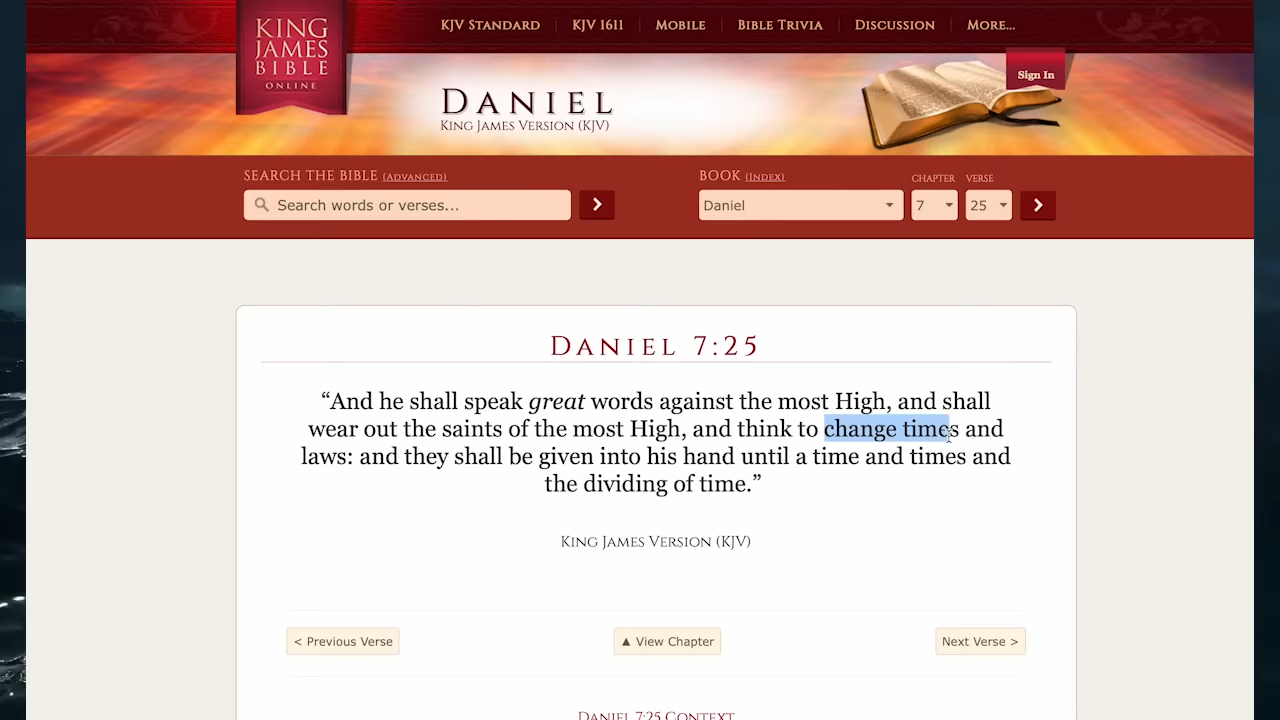 KING
JAMES
BIBLE
ONLINE
KJV STANDARD
KJV 1611
MOBILE
BIBLE TRIVIA
DISCUSSION
MORE...
Sign In
DANIEL
KING JAMES VERSION (KJV)
SEARCH THE BIBLE (ADVANCED)
BOOK (INDEX)
CHAPTER
VERSE
Search words or verses...
Daniel
7
25
DANIEL 7:25
“And he shall speak great words against the most High, and shall
wear out the saints of the most High, and think to change times and
laws: and they shall be given into his hand until a time and times and
the dividing of time.”
KING JAMES VERSION (KJV)
< Previous Verse
▲ View Chapter
Next Verse >
DANIEL 7:25 CONTEXT